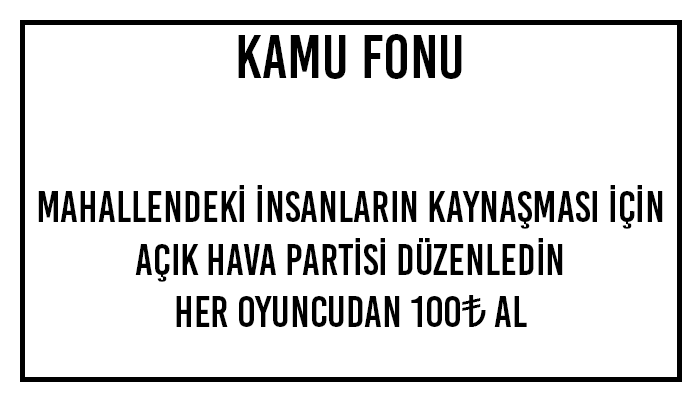 KAMU FONU
MAHALLENDEKİ İNSANLARIN KAYNAŞMASI İÇİN
AÇIK HAVA PARTİSİ DÜZENLEDİN
HER OYUNCUDAN 100₺ AL